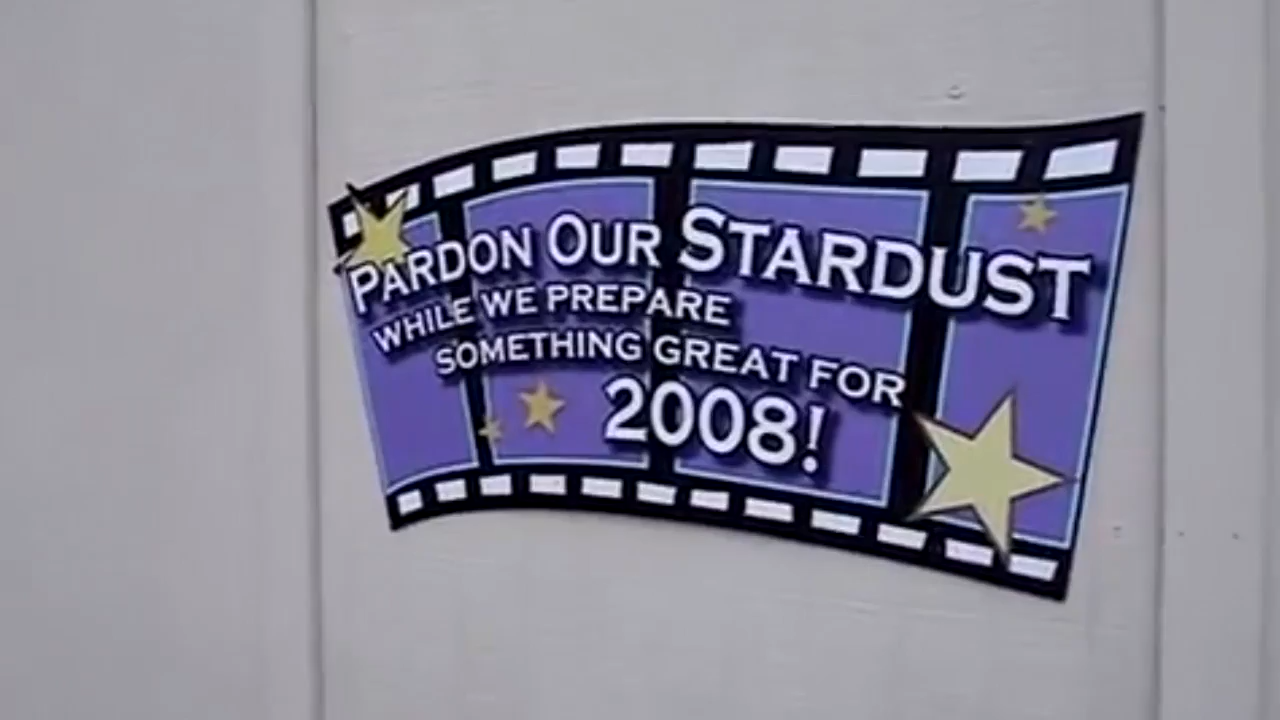 PARDON OUR STARDUST
WHILE WE PREPARE
SOMETHING GREAT FOR
2008!